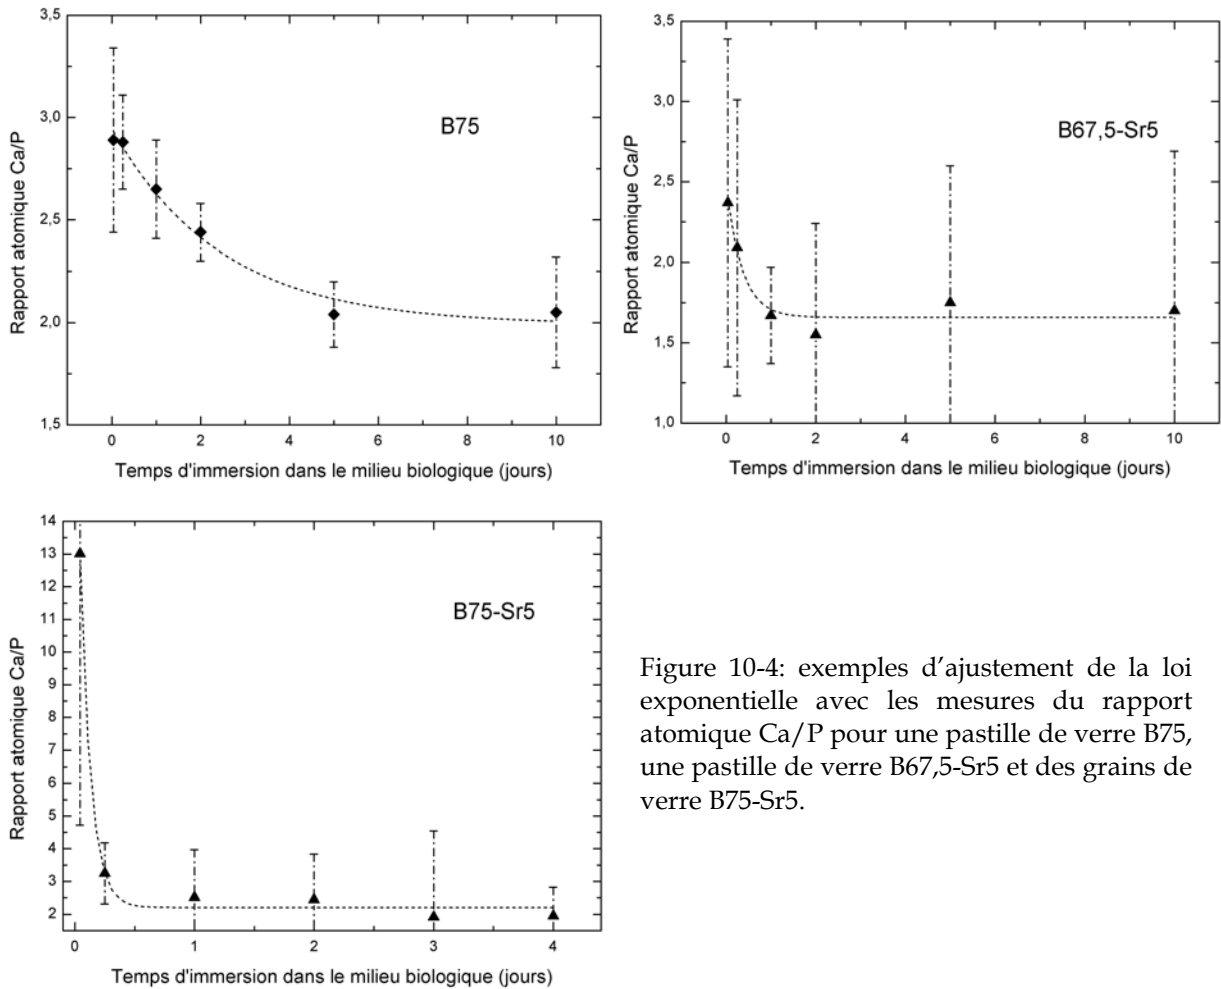 3,5
3,0
2,5
2,0
1,5
0
2
4
6
8
10
Rapport atomique Ca/P
B75
Temps d'immersion dans le milieu biologique (jours)
3,5
3,0
2,5
2,0
1,5
1,0
0
2
4
6
8
10
Rapport atomique Ca/P
B67,5-Sr5
Temps d'immersion dans le milieu biologique (jours)
14
13
12
11
10
9
8
7
6
5
4
3
2
0
1
2
3
4
Rapport atomique Ca/P
B75-Sr5
Temps d'immersion dans le milieu biologique (jours)
Figure 10-4: exemples d'ajustement de la loi
exponentielle avec les mesures du rapport
atomique Ca/P pour une pastille de verre B75,
une pastille de verre B67,5-Sr5 et des grains de
verre B75-Sr5.